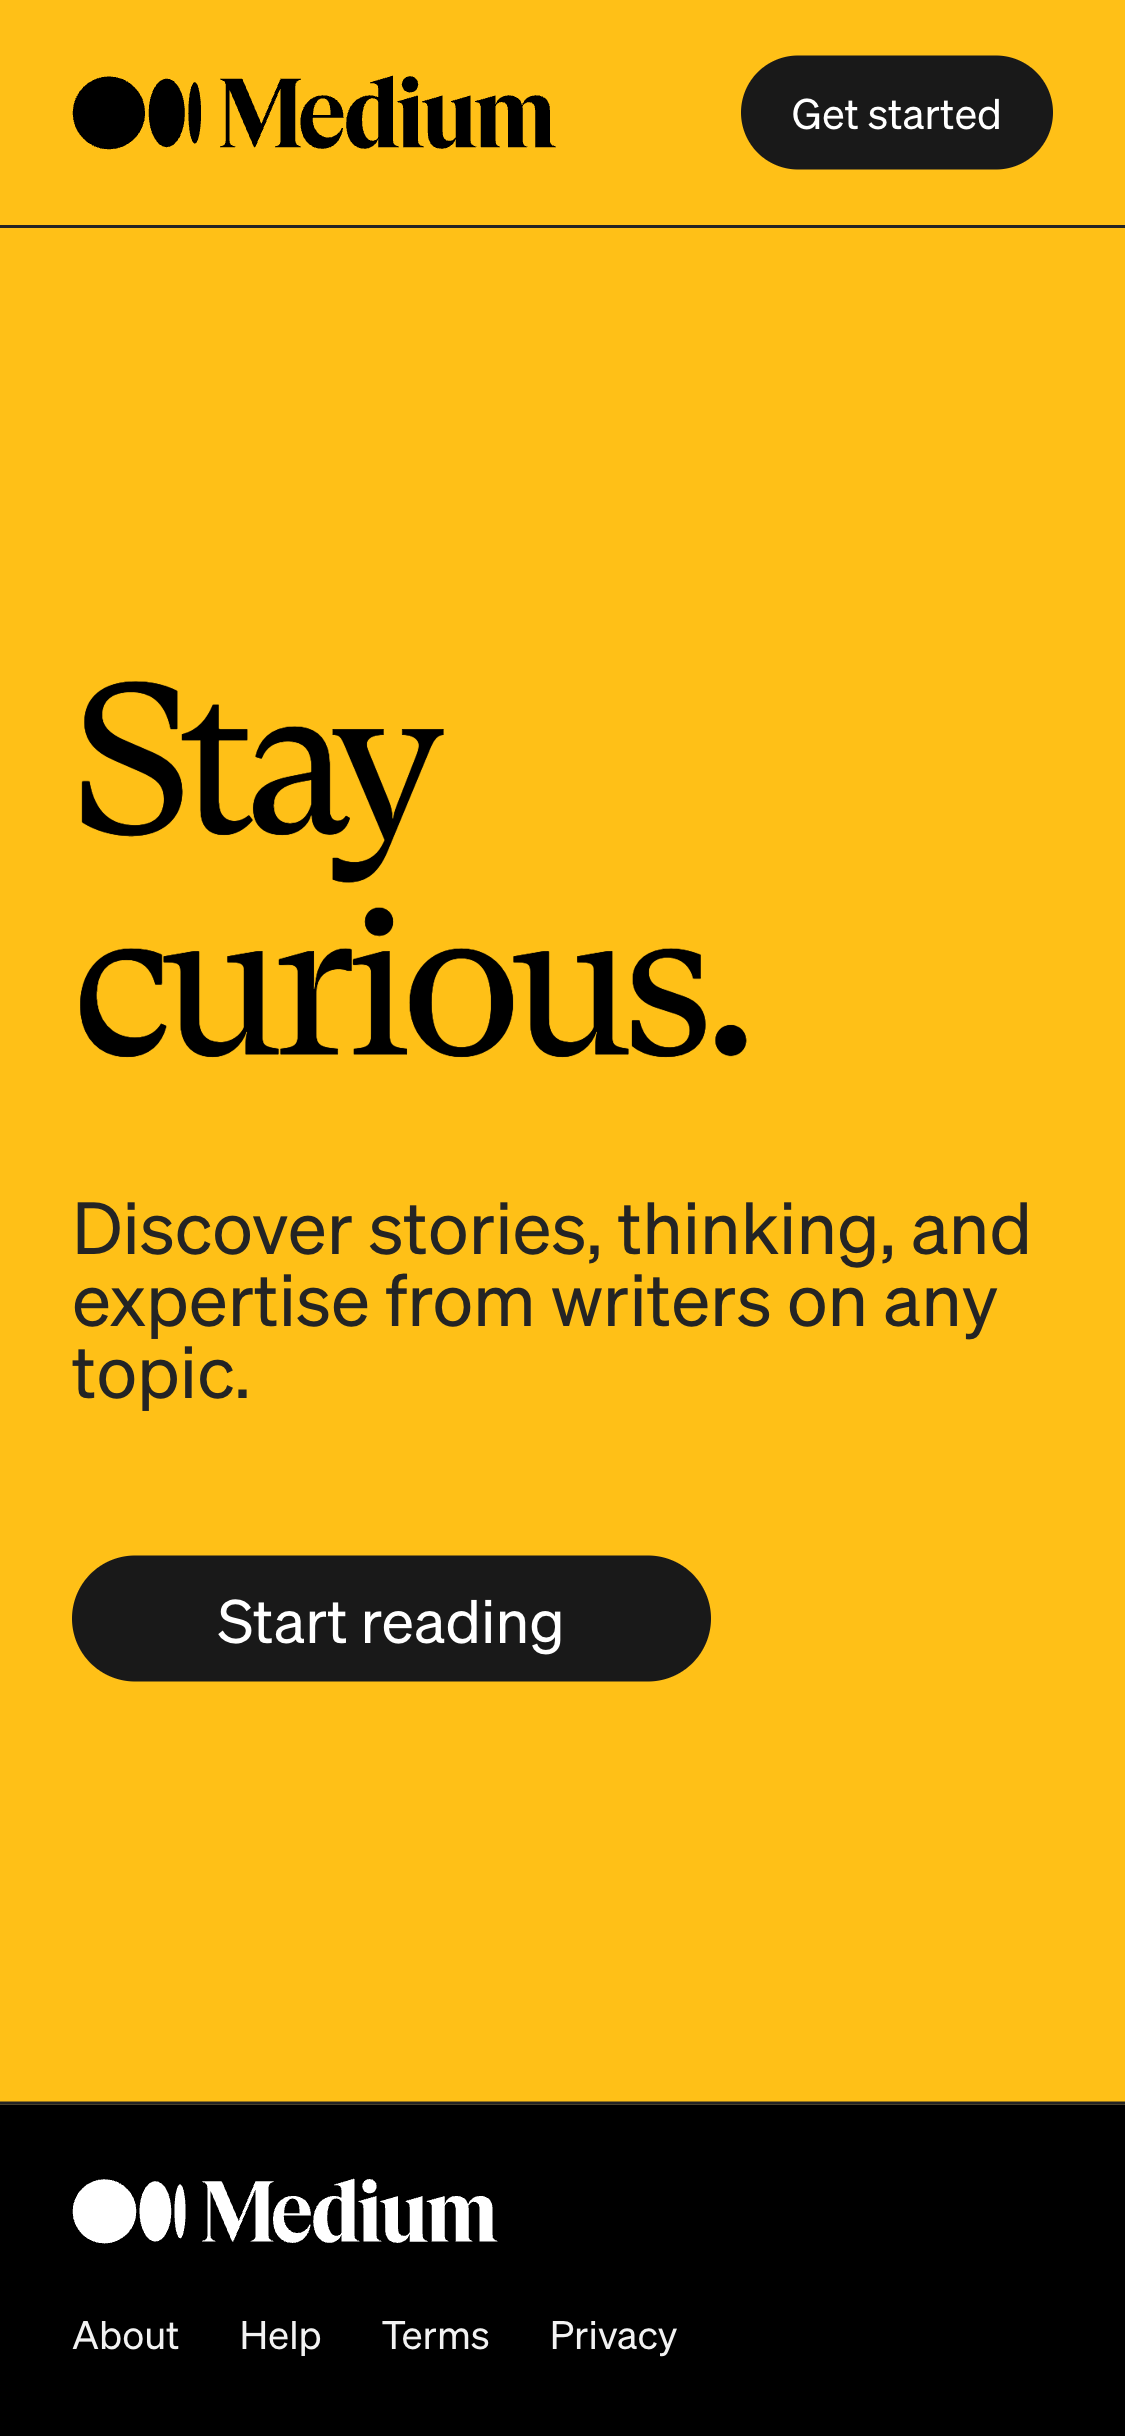 Medium
Get started
Stay
curious.
Discover stories, thinking, and
expertise from writers on any
topic.
Start reading
Medium
About Help Terms Privacy